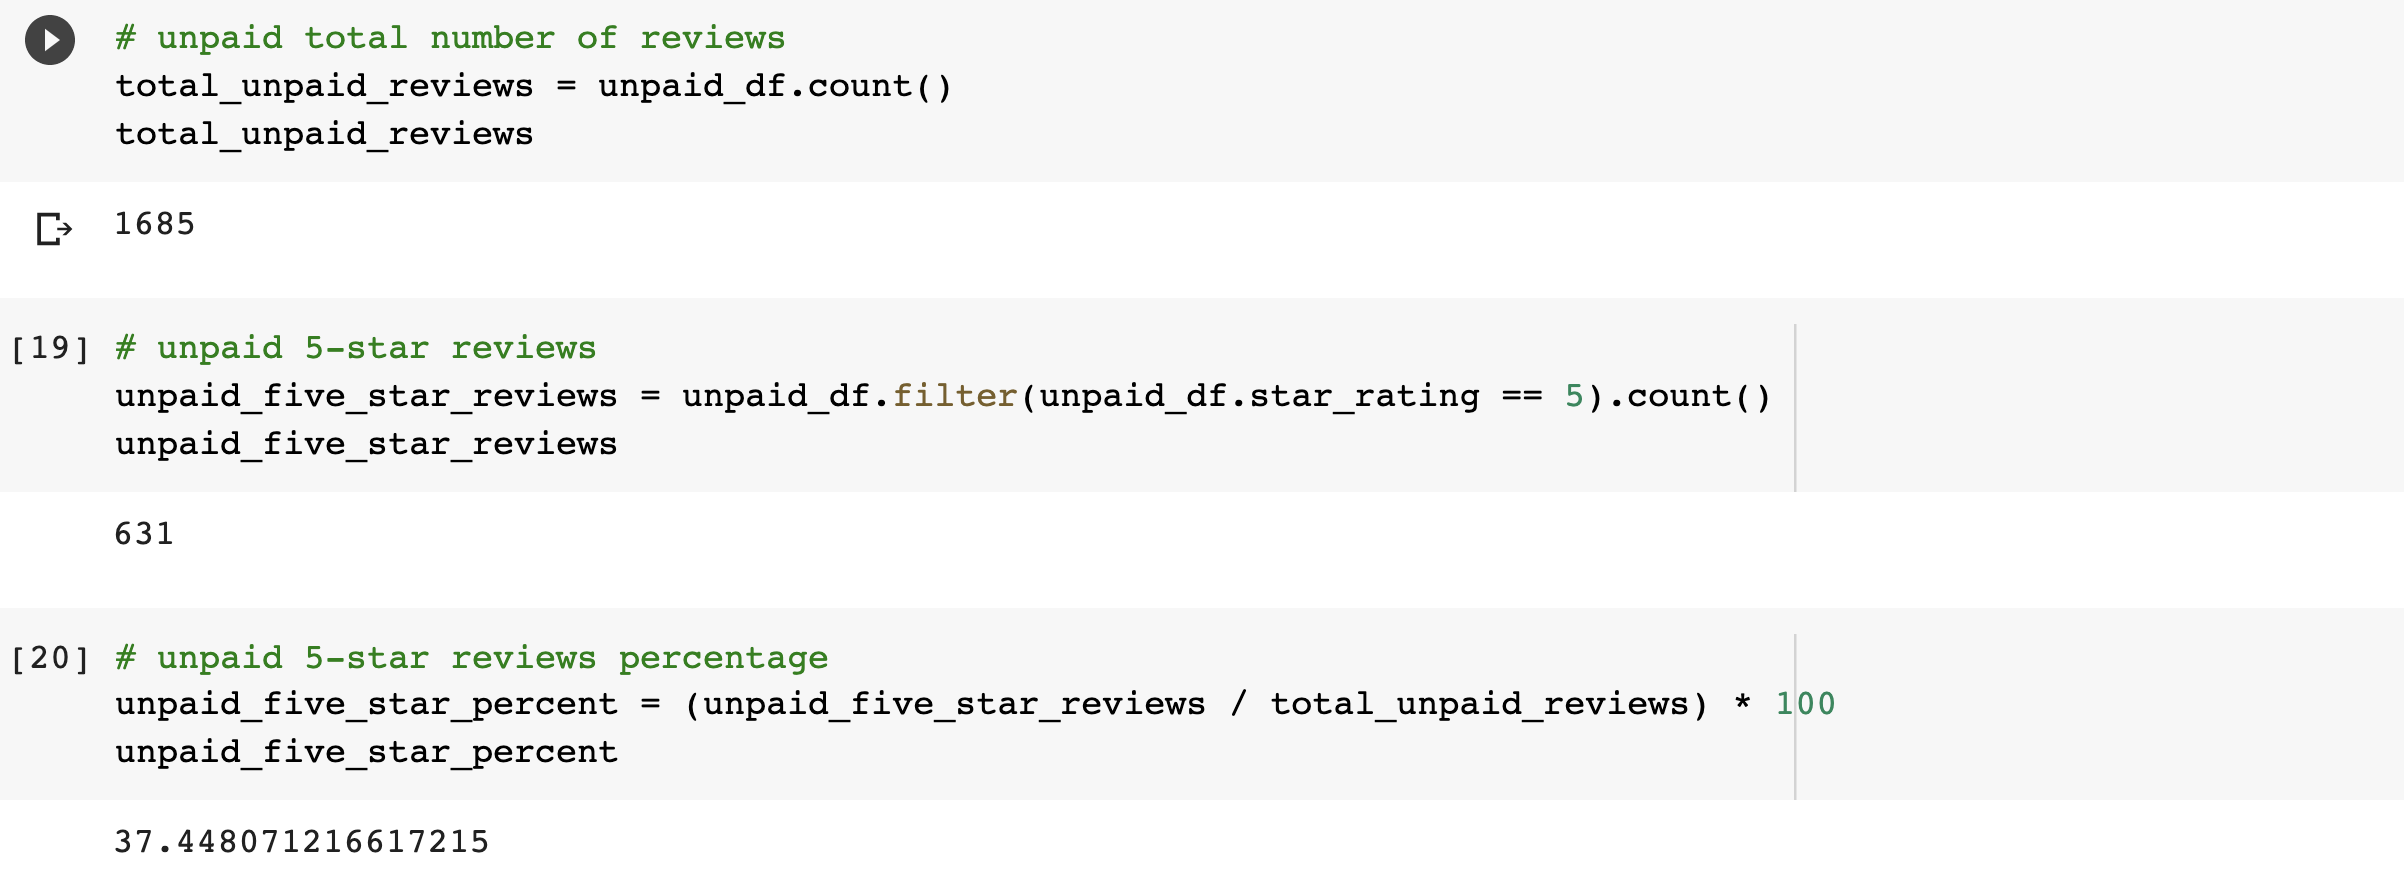 # unpaid total number of reviews
total_unpaid_reviews = unpaid_df.count()
total_unpaid_reviews
1685
[19] # unpaid 5-star reviews
unpaid_five_star_reviews = unpaid_df.filter(unpaid_df.star_rating == 5).count()
unpaid_five_star_reviews
631
[20] # unpaid 5-star reviews percentage
unpaid_five_star_percent = (unpaid_five_star_reviews / total_unpaid_reviews) * 100
unpaid_five_star_percent
37.448071216617215